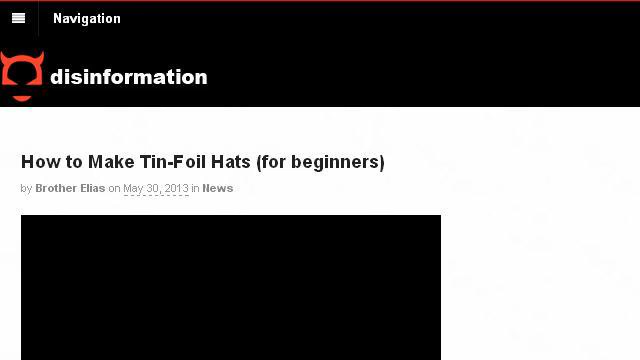 Navigation
disinformation
How to Make Tin-Foil Hats (for beginners)
by Brother Elias on May 30, 2013 in News